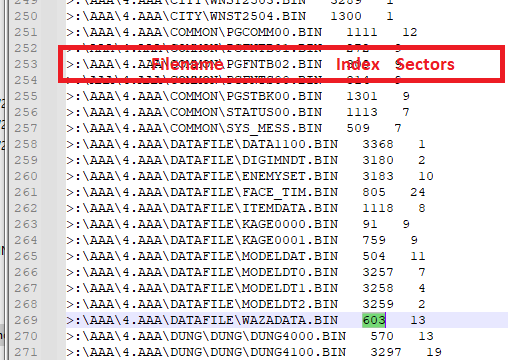 249 >:\AAA\4.AAA\CITY\WNST2503.BIN 3289 1
250 >:\AAA\4.AAA\CITY\WNST2504.BIN 1300 1
251 >:\AAA\4.AAA\COMMON\PGCOMM00.BIN 1111 12
252 >:\AAA\4.AAA\COMMON\PGFNTB01.BIN 272
Filename Index Sectors
253 >:\AAA\4.AAA\COMMON\PGFNTB02.BIN
>:\AAA\4.AAA\COMMON
255 >:\AAA\4.AAA\COMMON\PGSTBK00.BIN 1301 9
256 >:\AAA\4.AAA\COMMON\STATUS00.BIN 1113 7
257 >:\AAA\4.AAA\COMMON\SYS_MESS.BIN 509 7
258 >:\AAA\4.AAA\DATAFILE\DATA1100.BIN 3368 1
259 >:\AAA\4.AAA\DATAFILE\DIGIMNDT.BIN 3180 2
260 >:\AAA\4.AAA\DATAFILE\ENEMYSET.BIN 3183 10
261 >:\AAA\4.AAA\DATAFILE\FACE_TIM.BIN 805 24
262 >:\AAA\4.AAA\DATAFILE\ITEMDATA.BIN 1118 8
263 >:\AAA\4.AAA\DATAFILE\KAGE0000.BIN 91 9
264 >:\AAA\4.AAA\DATAFILE\KAGE0001.BIN 759 9
265 >:\AAA\4.AAA\DATAFILE\MODELDAT.BIN 504 11
266 >:\AAA\4.AAA\DATAFILE\MODELDT0.BIN 3257 7
267 >:\AAA\4.AAA\DATAFILE\MODELDT1.BIN 3258 4
268 >:\AAA\4.AAA\DATAFILE\MODELDT2.BIN 3259 2
269 >:\AAA\4.AAA\DATAFILE\WAZADATA.BIN 603 13
270 >:\AAA\4.AAA\DUNG\DUNG\DUNG4000.BIN 570 13
271 >:\AAA\4.AAA\DUNG\DUNG\DUNG4100.BIN 3297 19